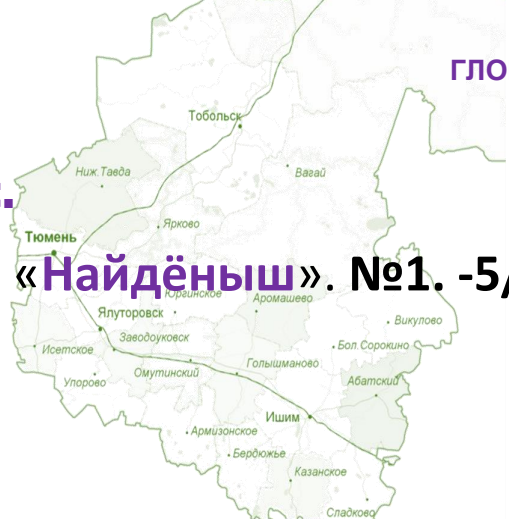 ГЛО
Тобольск
Ниж.Тавда
Вагай
Ярково
Тюмень
«Найдёныш». №1. -5/
Юргинское
Аромашево
Ялуторовск
Викулово
Заводоуковск
Исетское
Бол.Сорокино
Голышманово
Омутинский
Упорово
Абатский
Ишим
Армизонское
Бердюжье
Казанское
Сладково